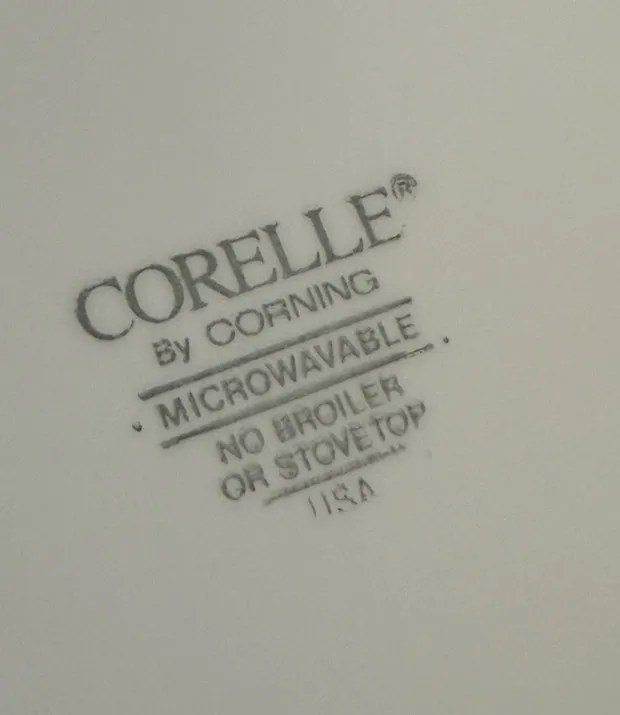 CORELLE®
By CORNING
MICROWAVABLE
NO BROILER
OR STOVETOP
USA